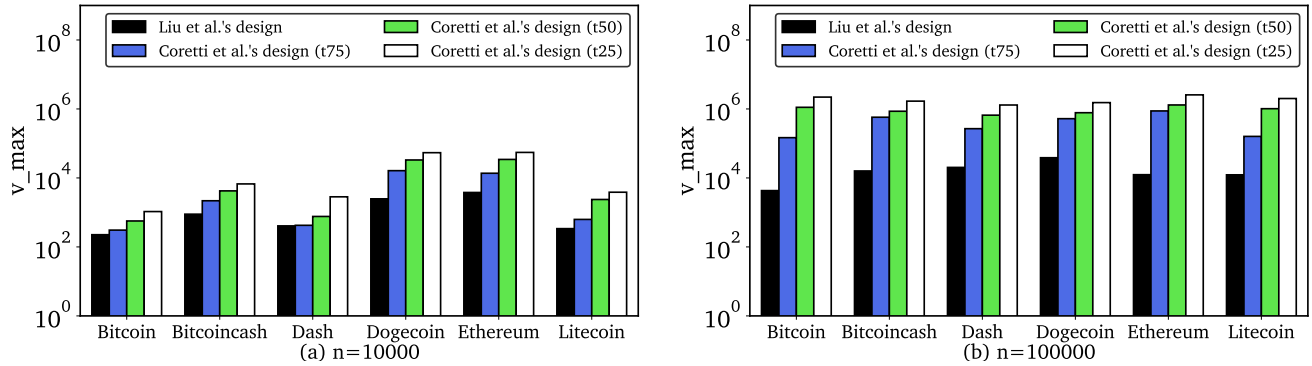 Liu et al.'s design
Coretti et al.'s design (t75)
Coretti et al.'s design (t50)
Coretti et al.'s design (t25)
v_max
10^8
10^6
10^4
10^2
10^0
Bitcoin Bitcoincash Dash Dogecoin Ethereum Litecoin
(a) n=10000
Liu et al.'s design
Coretti et al.'s design (t75)
Coretti et al.'s design (t50)
Coretti et al.'s design (t25)
v_max
10^8
10^6
10^4
10^2
10^0
Bitcoin Bitcoincash Dash Dogecoin Ethereum Litecoin
(b) n=100000